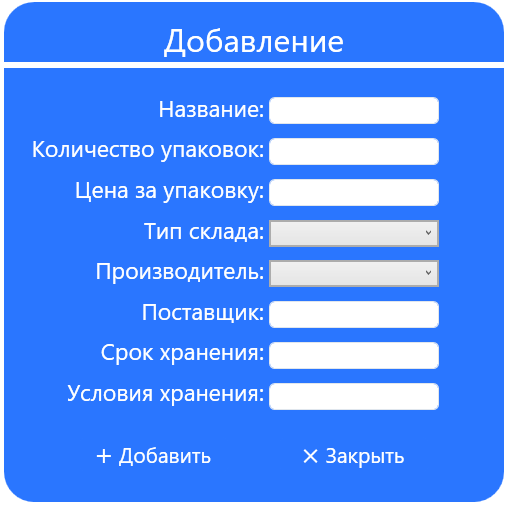 Добавление
Название:
Количество упаковок:
Цена за упаковку:
Тип склада:
Производитель:
Поставщик:
Срок хранения:
Условия хранения:
+ Добавить
× Закрыть